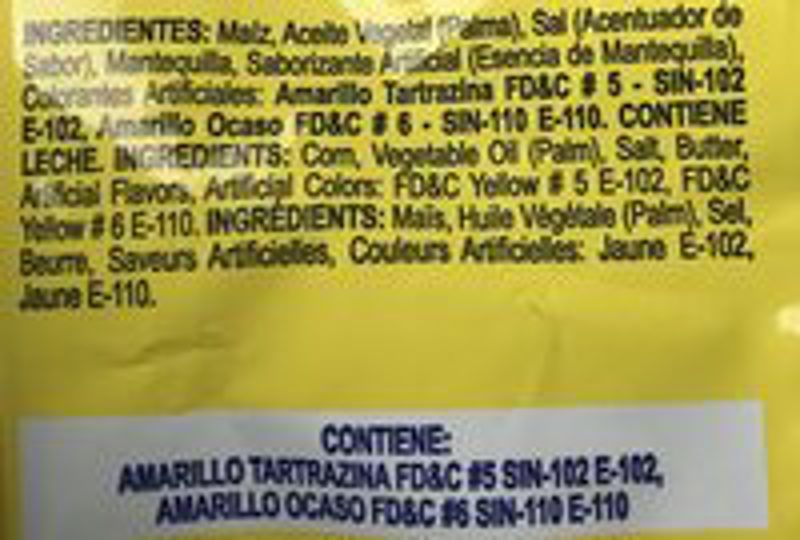 INGREDIENTES: Maíz, Aceite Vegetal (Palma), Sal (Acentuador de
Sabor), Mantequilla, Saborizante Artificial (Esencia de Mantequilla),
Colorantes Artificiales: Amarillo Tartrazina FD&C # 5 - SIN-102
E-102, Amarillo Ocaso FD&C # 6 - SIN-110 E-110. CONTIENE
LECHE. INGREDIENTS: Corn, Vegetable Oil (Palm), Salt, Butter,
Artificial Flavors, Artificial Colors: FD&C Yellow # 5 E-102, FD&C
Yellow # 6 E-110. INGRÉDIENTS: Maïs, Huile Végétale (Palm), Sel,
Beurre, Saveurs Artificielles, Couleurs Artificielles: Jaune E-102,
Jaune E-110.
CONTIENE:
AMARILLO TARTRAZINA FD&C #5 SIN-102 E-102,
AMARILLO OCASO FD&C #6 SIN-110 E-110